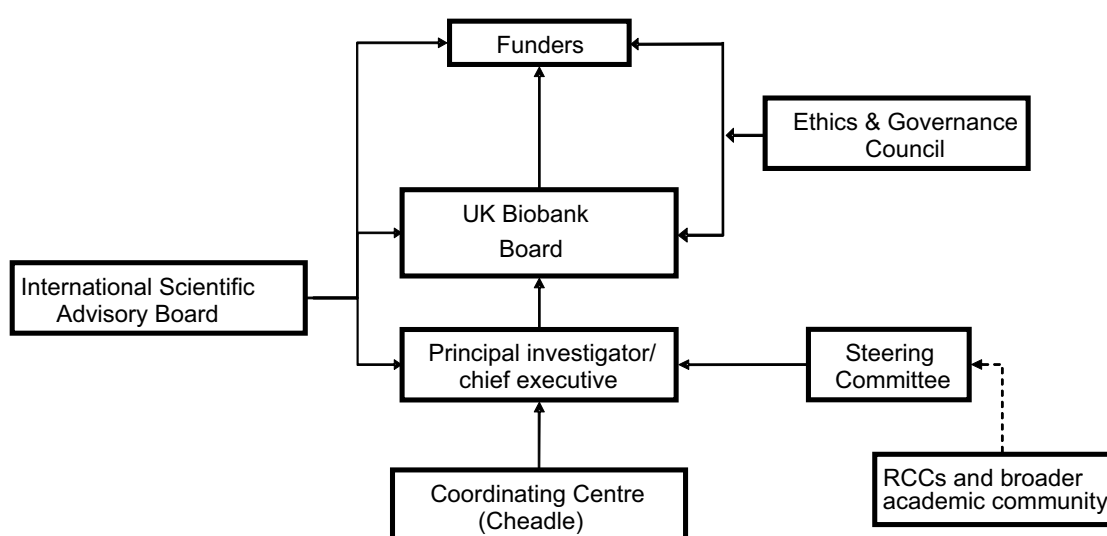 Funders
Ethics & Governance
Council
UK Biobank
Board
International Scientific
Advisory Board
Principal investigator/
chief executive
Steering
Committee
Coordinating Centre
(Cheadle)
RCCs and broader
academic community